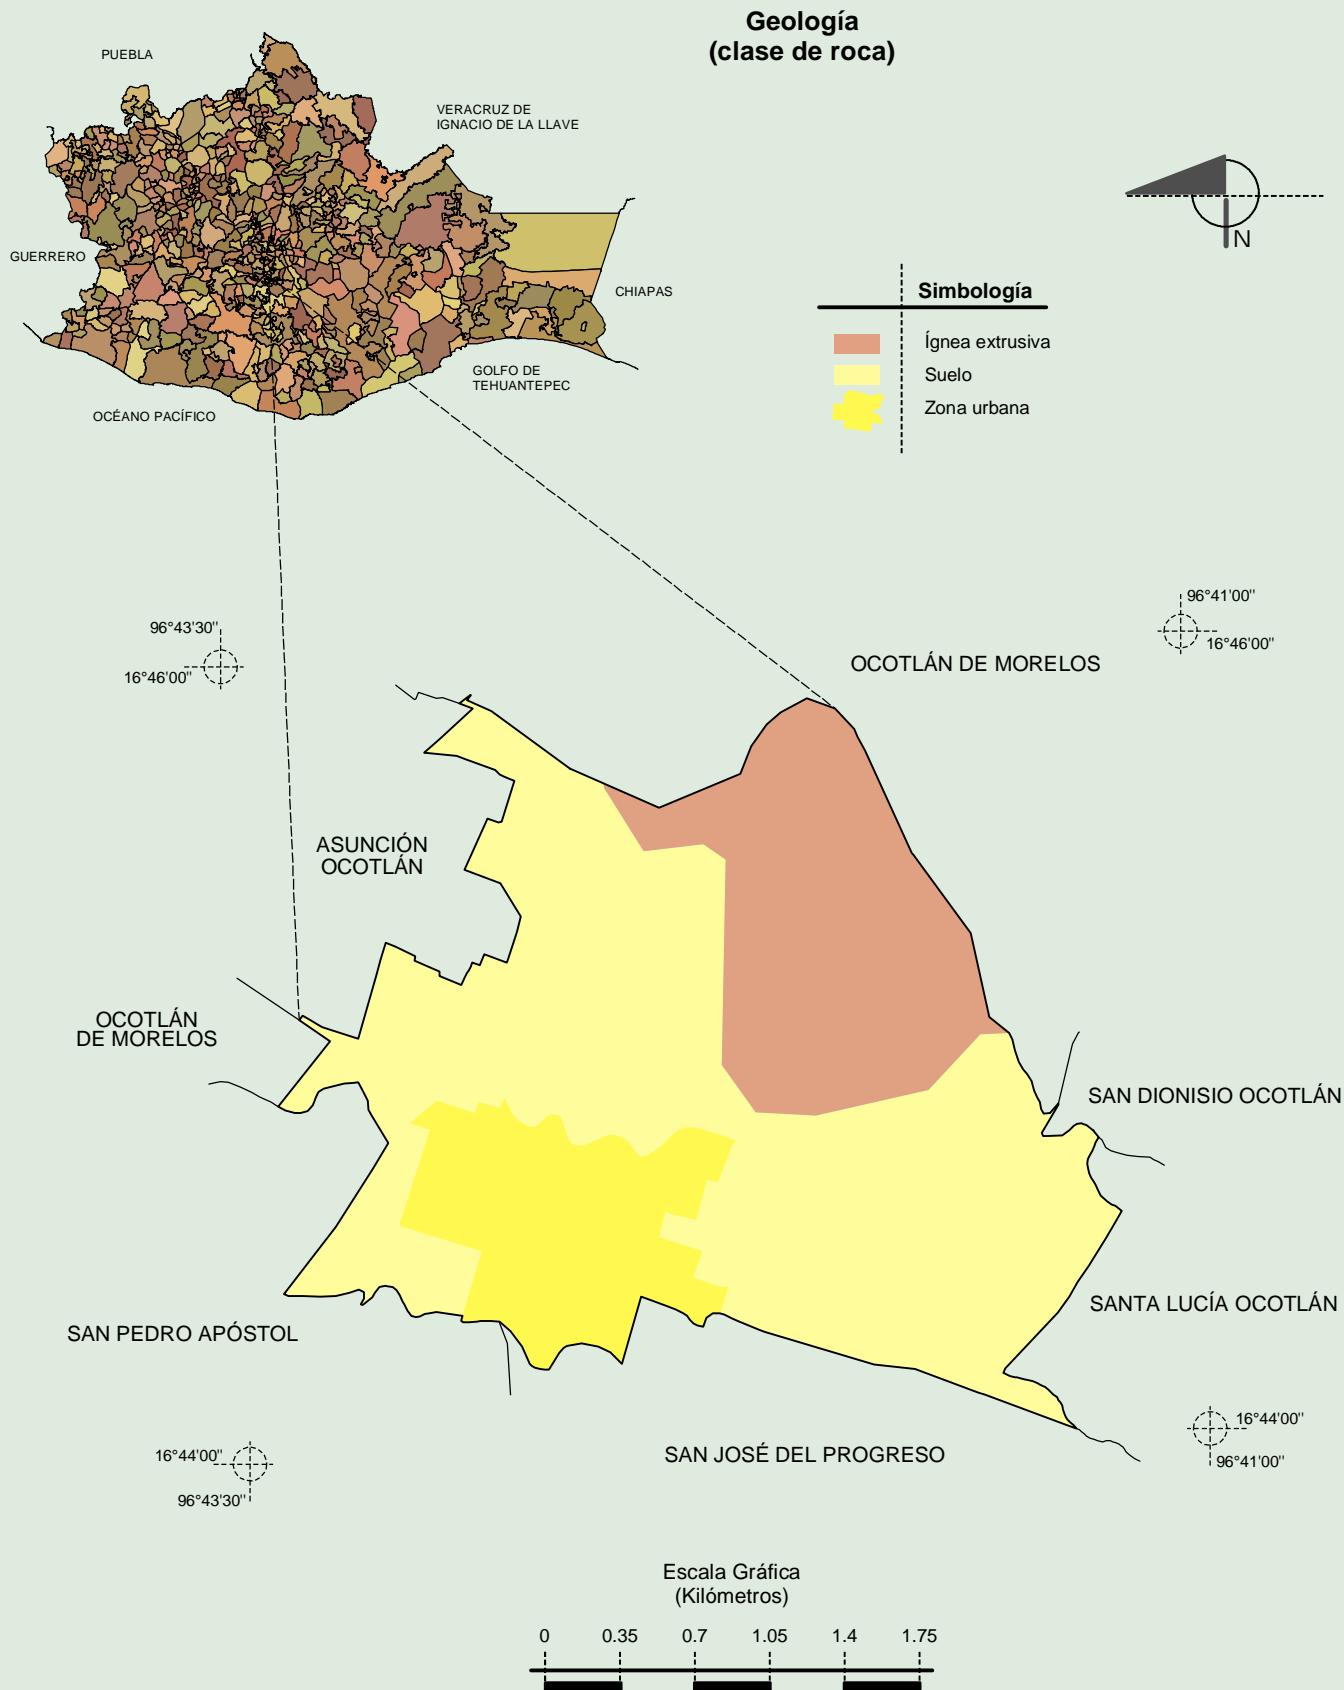 Geología
(clase de roca)
PUEBLA
VERACRUZ DE
IGNACIO DE LA LLAVE
GUERRERO
CHIAPAS
GOLFO DE
TEHUANTEPEC
OCÉANO PACÍFICO
N
Simbología
Ígnea extrusiva
Suelo
Zona urbana
96°43'30"
16°46'00"
96°41'00"
16°46'00"
OCOTLÁN DE MORELOS
ASUNCIÓN
OCOTLÁN
OCOTLÁN
DE MORELOS
SAN DIONISIO OCOTLÁN
SANTA LUCÍA OCOTLÁN
SAN PEDRO APÓSTOL
SAN JOSÉ DEL PROGRESO
16°44'00"
96°43'30"
16°44'00"
96°41'00"
Escala Gráfica
(Kilómetros)
0 0.35 0.7 1.05 1.4 1.75